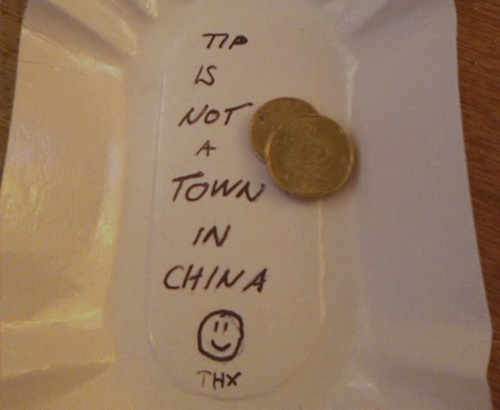 TIP
IS
NOT
A
TOWN
IN
CHINA
THX